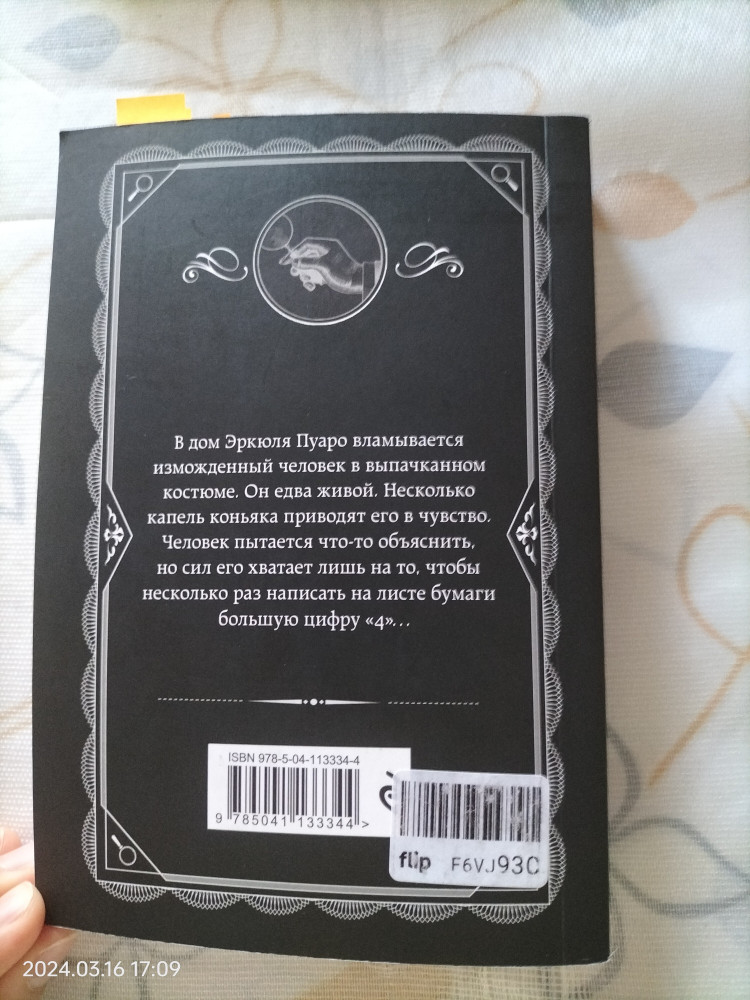 В дом Эркюля Пуаро вламывается
изможденный человек в выпачканном
костюме. Он едва живой. Несколько
капель коньяка приводят его в чувство.
Человек пытается что-то объяснить,
но сил его хватает лишь на то, чтобы
несколько раз написать на листе бумаги
большую цифру «4»...
ISBN 978-5-04-113334-4
9 785041 133344 >
flip F6VJ93C
2024.03.16 17:09